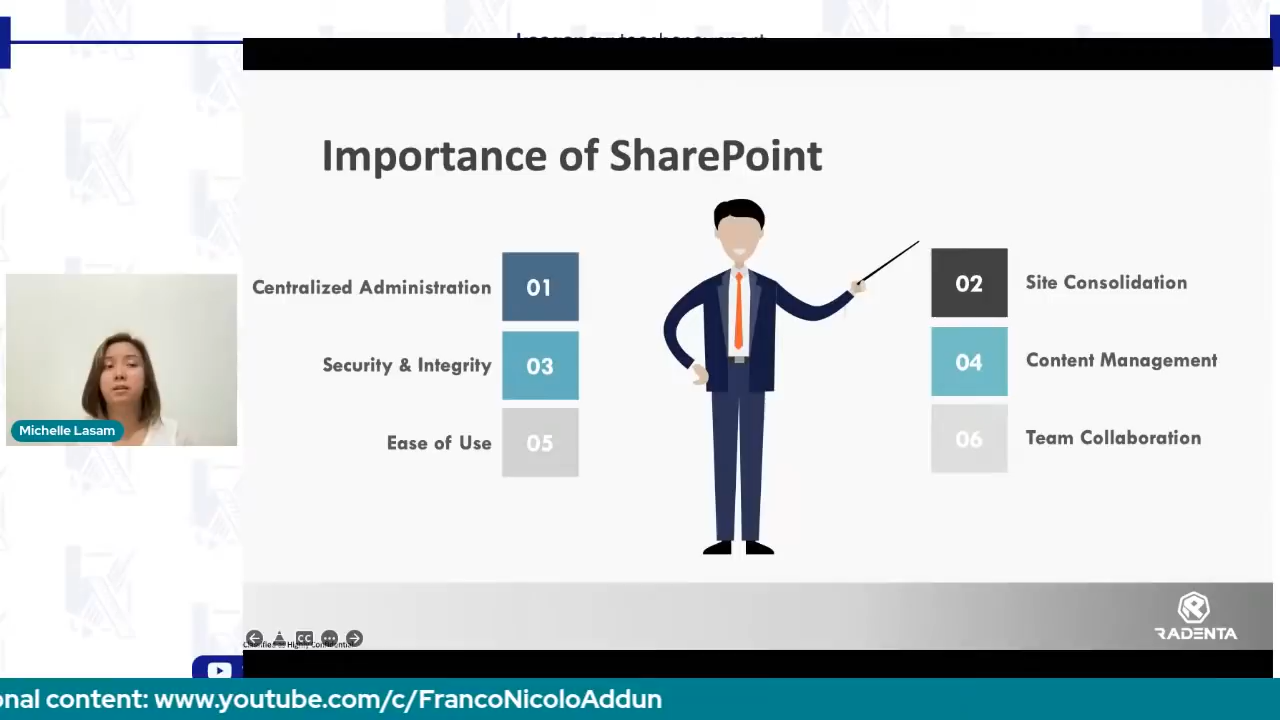 Importance of SharePoint
Centralized Administration
01
02
Site Consolidation
Security & Integrity
03
04
Content Management
Ease of Use
05
06
Team Collaboration
Michelle Lasam
RADENTA
CC
onal content: www.youtube.com/c/FrancoNicoloAddun